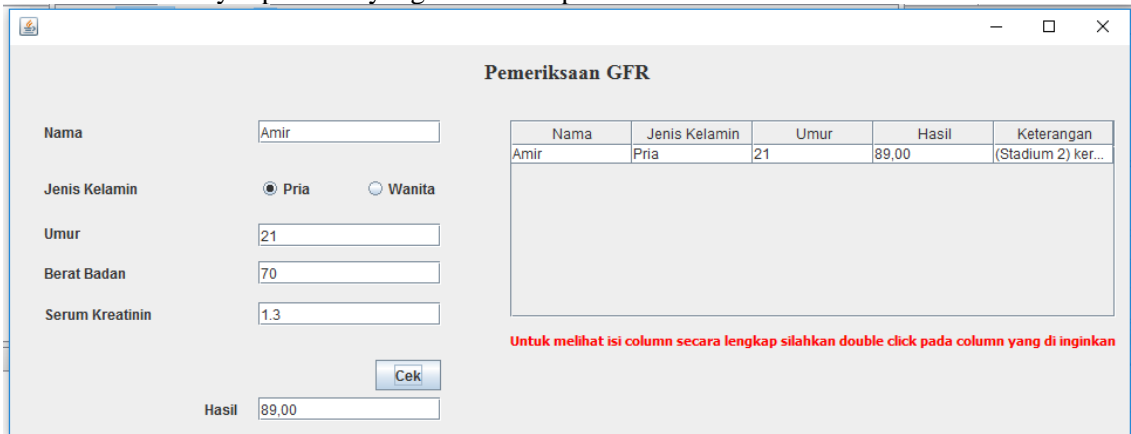 Pemeriksaan GFR
Nama
Amir
Jenis Kelamin
Pria
Wanita
Umur
21
Berat Badan
70
Serum Kreatinin
1.3
Cek
Hasil
89,00
Nama Jenis Kelamin Umur Hasil Keterangan
Amir Pria 21 89,00 (Stadium 2) ker...
Untuk melihat isi column secara lengkap silahkan double click pada column yang di inginkan